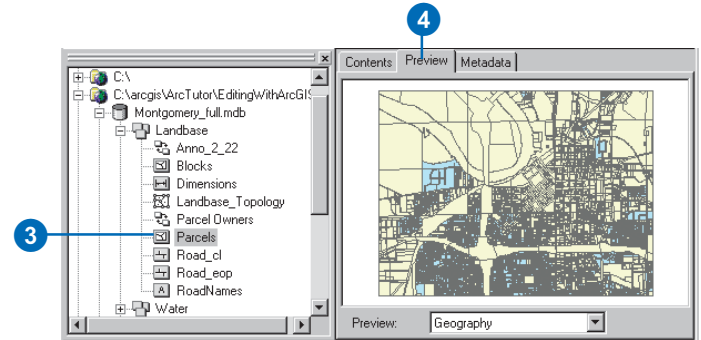 4
C:\
C:\arcgis\ArcTutor\EditingWithArcGIS
Montgomery_full.mdb
Landbase
Anno_2_22
Blocks
Dimensions
Landbase_Topology
Parcel Owners
3
Parcels
Road_cl
Road_eop
A RoadNames
Water
Contents Preview Metadata
Preview: Geography